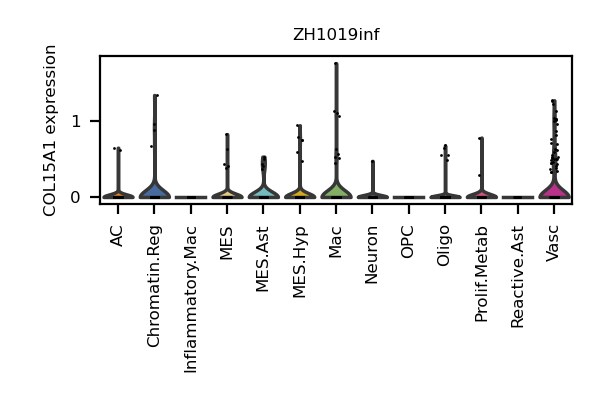 ZH1019inf
COL15A1 expression
1
0
AC
Chromatin.Reg
Inflammatory.Mac
MES
MES.Ast
MES.Hyp
Mac
Neuron
OPC
Oligo
Prolif.Metab
Reactive.Ast
Vasc